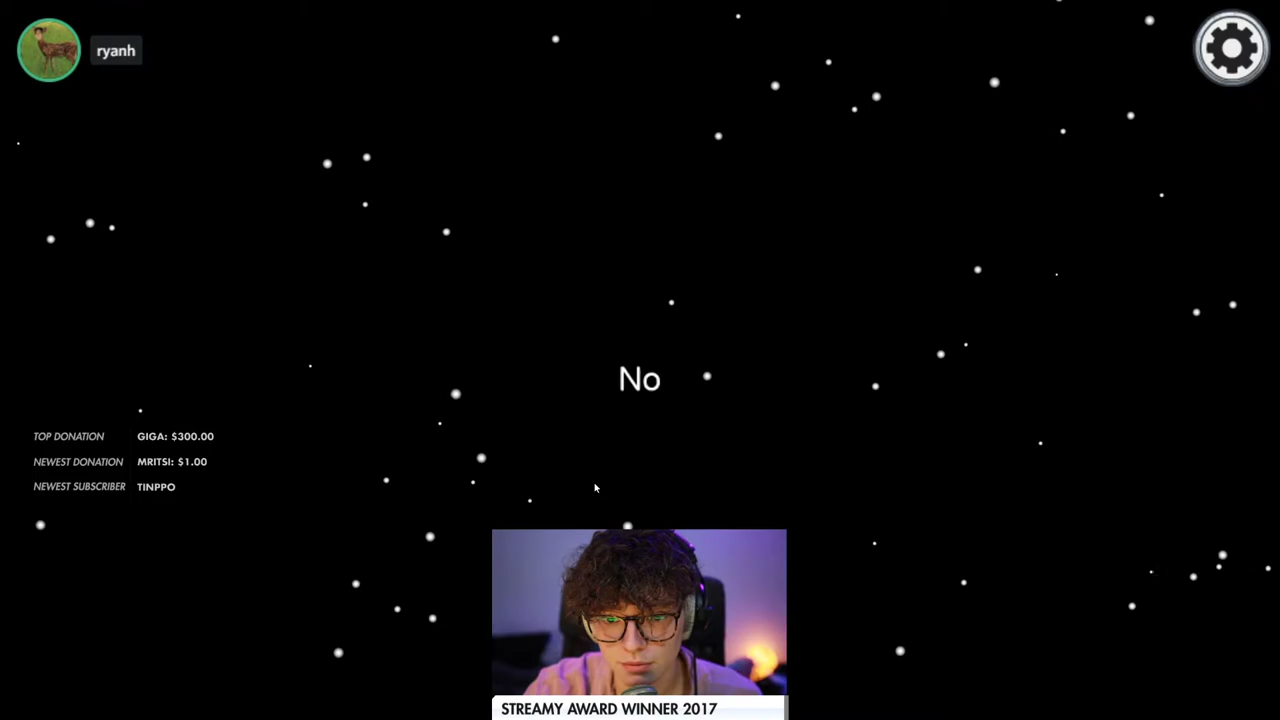 ryanh
No
TOP DONATION GIGA: $300.00
NEWEST DONATION MRITSI: $1.00
NEWEST SUBSCRIBER TINPPO
STREAMY AWARD WINNER 2017